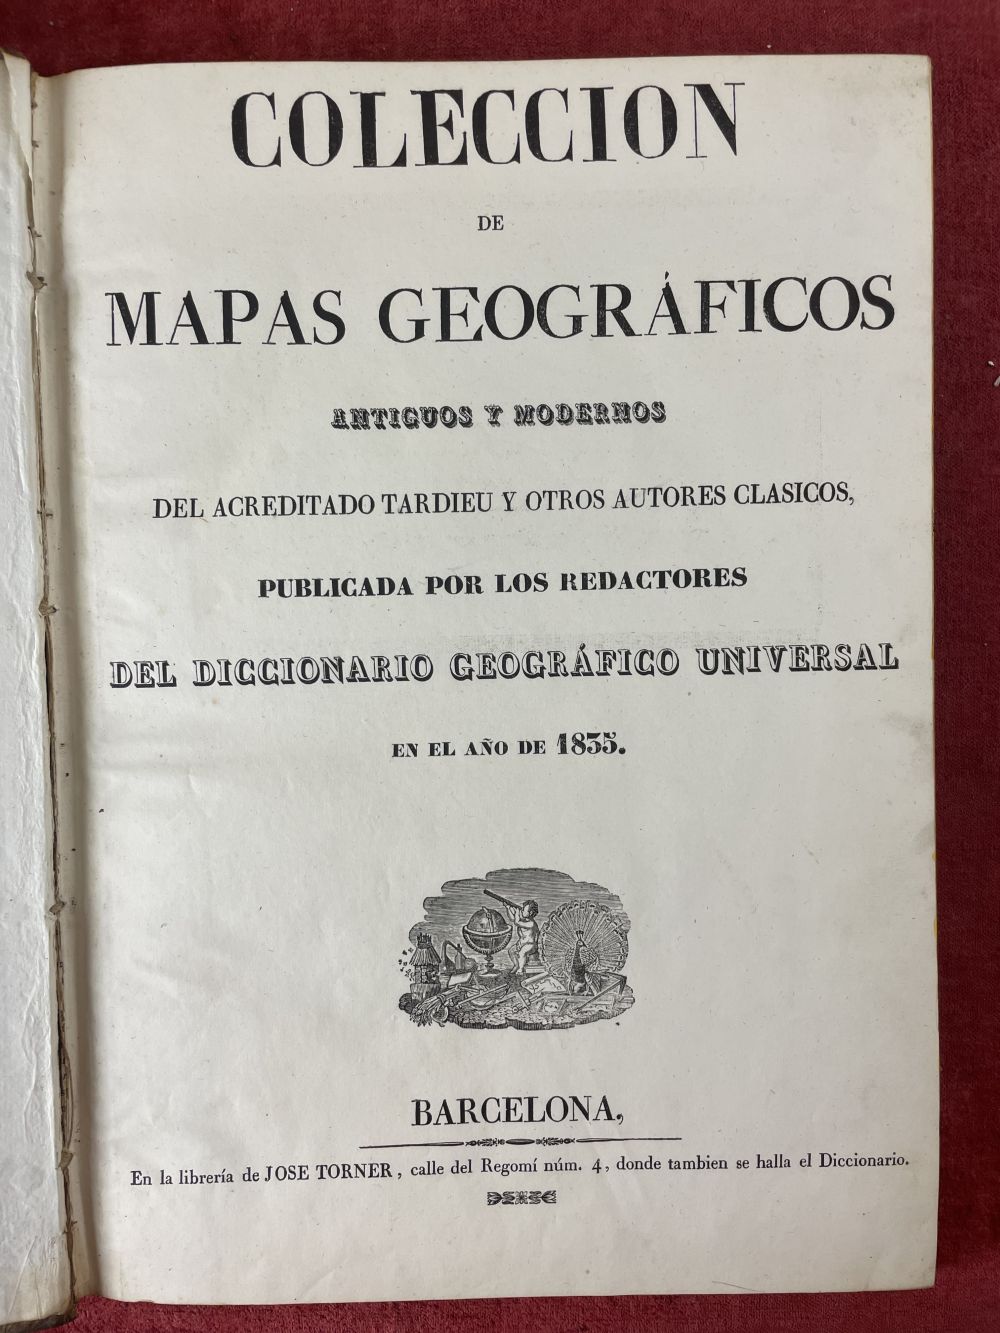 COLECCION
DE
MAPAS GEOGRÁFICOS
ANTIGUOS Y MODERNOS
DEL ACREDITADO TARDIEU Y OTROS AUTORES CLASICOS,
PUBLICADA POR LOS REDACTORES
DEL DICCIONARIO GEOGRÁFICO UNIVERSAL
EN EL AÑO DE 1835.
BARCELONA,
En la librería de JOSE TORNER, calle del Regomí núm. 4, donde tambien se halla el Diccionario.